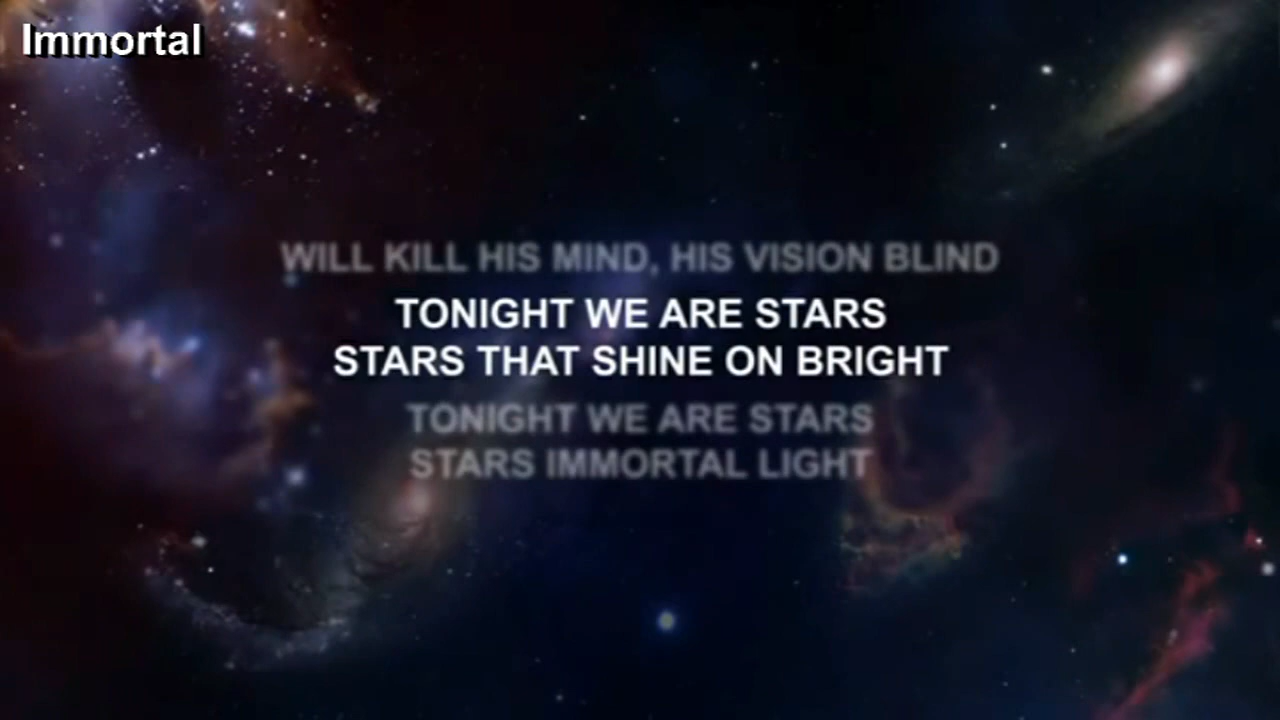 Immortal
WILL KILL HIS MIND, HIS VISION BLIND
TONIGHT WE ARE STARS
STARS THAT SHINE ON BRIGHT
TONIGHT WE ARE STARS
STARS IMMORTAL LIGHT